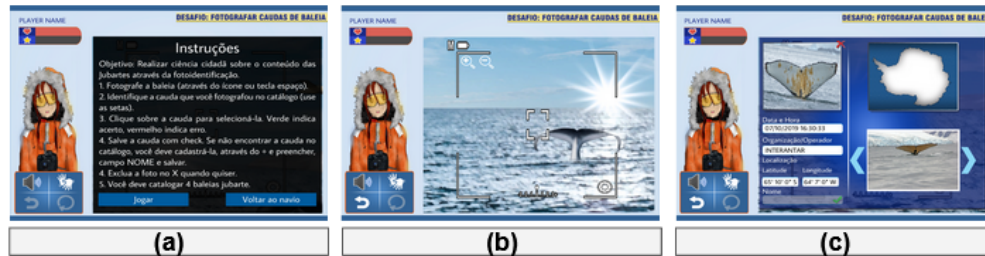 PLAYER NAME
DESAFIO: FOTOGRAFAR CAUDAS DE BALEIA
Instruções
Objetivo: Realizar ciência cidadã sobre o conteúdo das
Jubartes através da fotoidentificação.
1. Fotografe a baleia (através do ícone ou tecla espaço).
2. Identifique a cauda que você fotografou no catálogo (use
as setas).
3. Clique sobre a cauda para selecioná-la. Verde indica
acerto, vermelho indica erro.
4. Salve a cauda com check. Se não encontrar a cauda no
catálogo, você deve cadastrá-la, através do + e preencher,
campo NOME e salvar.
4. Exclua a foto no X quando quiser.
5. Você deve catalogar 4 baleias jubarte.
Jogar
Voltar ao navio
(a)
PLAYER NAME
DESAFIO: FOTOGRAFAR CAUDAS DE BALEIA
M
(b)
PLAYER NAME
DESAFIO: FOTOGRAFAR CAUDAS DE BALEIA
Data e Hora
07/10/2019 16:30:33
Organização/Operador
INTERANTAR
Localização
Latitude Longitude
65° 10' 0" S 64° 7' 0" W
Nome
(c)